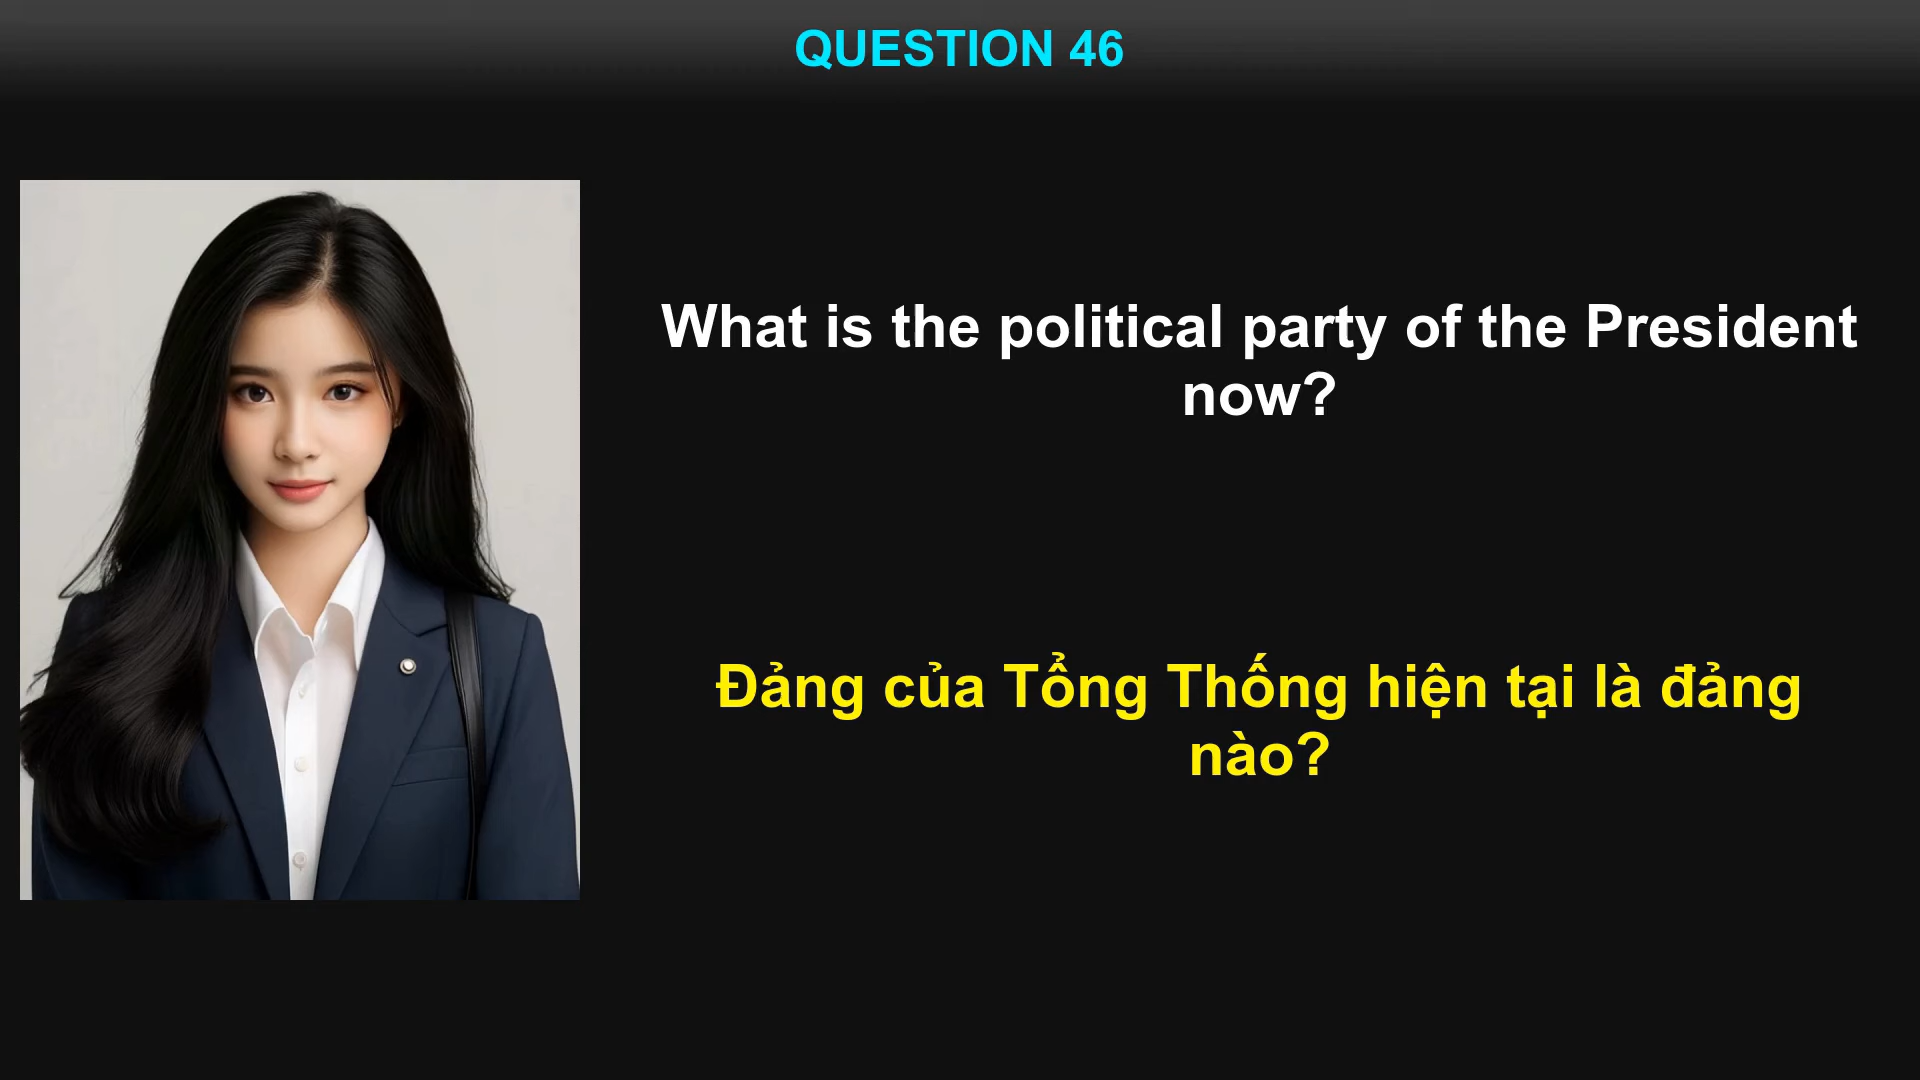 QUESTION 46
What is the political party of the President
now?
Đảng của Tổng Thống hiện tại là đảng
nào?